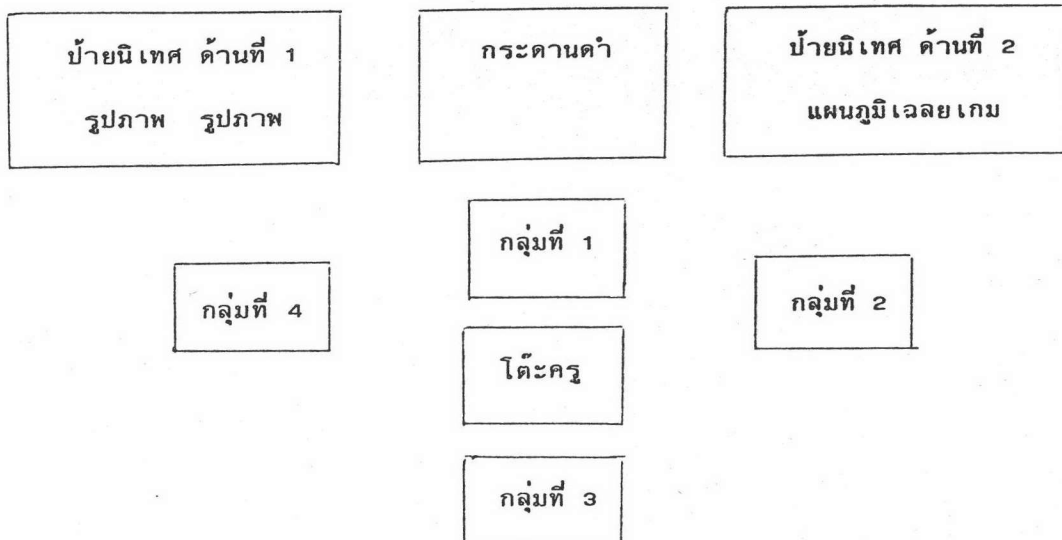 ป้ายนิเทศ ด้านที่ 1
รูปภาพ รูปภาพ
กระดานดำ
ป้ายนิเทศ ด้านที่ 2
แผนภูมิเฉลยเกม
กลุ่มที่ 1
กลุ่มที่ 4
กลุ่มที่ 2
โต๊ะครู
กลุ่มที่ 3